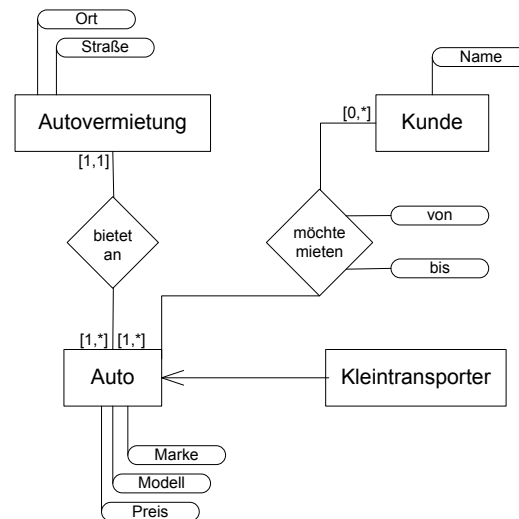 Ort
Straße
Name
Autovermietung
[0,*]
Kunde
[1,1]
bietet
an
möchte
mieten
von
bis
[1,*]
[1,*]
Auto
Kleintransporter
Marke
Modell
Preis